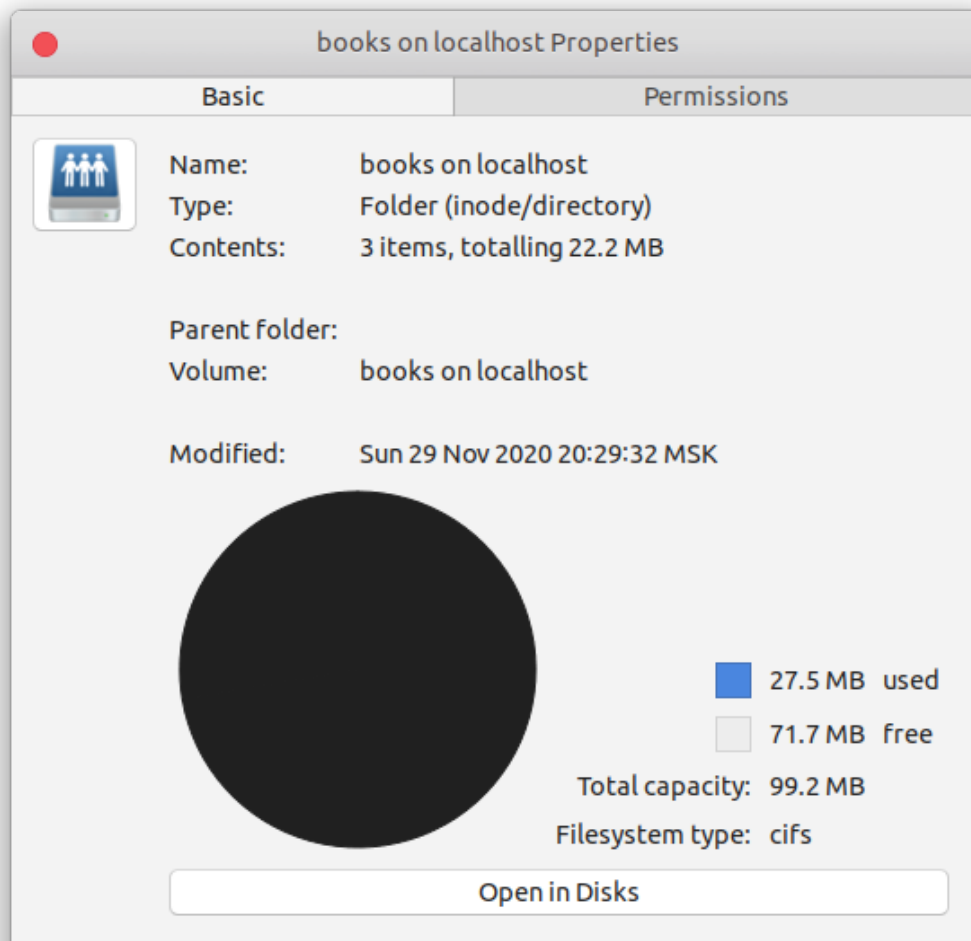 books on localhost Properties
Basic Permissions
Name: books on localhost
Type: Folder (inode/directory)
Contents: 3 items, totalling 22.2 MB
Parent folder:
Volume: books on localhost
Modified: Sun 29 Nov 2020 20:29:32 MSK
27.5 MB used
71.7 MB free
Total capacity: 99.2 MB
Filesystem type: cifs
Open in Disks